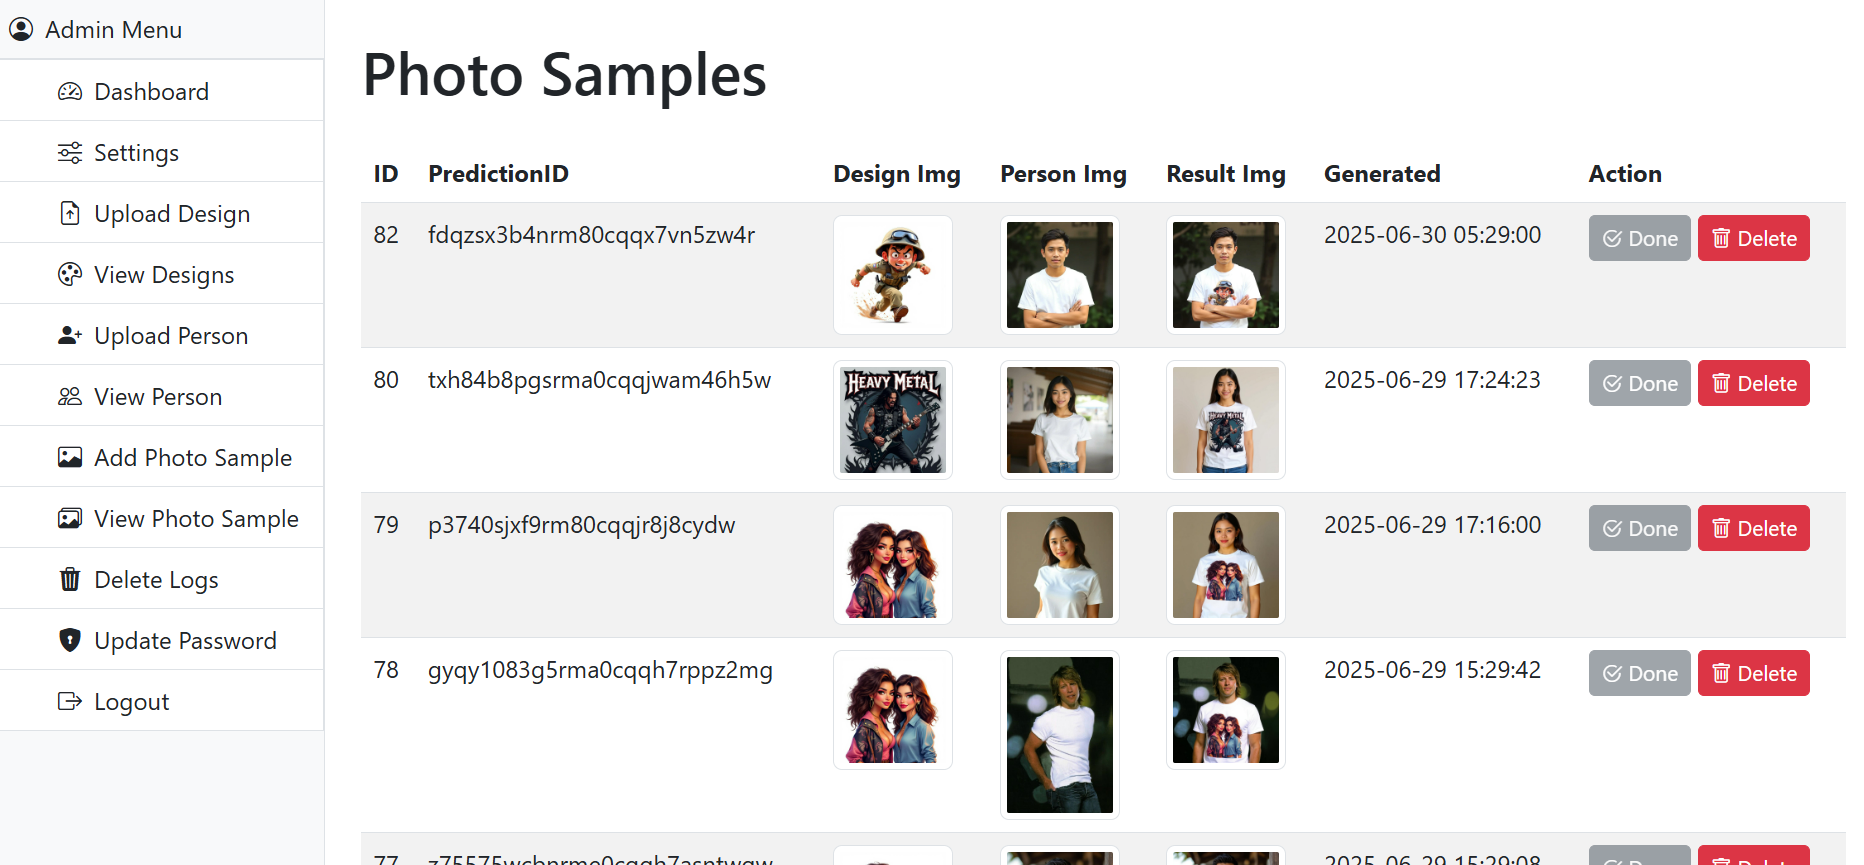 Admin Menu
Dashboard
Settings
Upload Design
View Designs
Upload Person
View Person
Add Photo Sample
View Photo Sample
Delete Logs
Update Password
Logout
Photo Samples
ID PredictionID Design Img Person Img Result Img Generated Action
82 fdqzsx3b4nrm80cqqx7vn5zw4r 2025-06-30 05:29:00 Done Delete
80 txh84b8pgsrma0cqqjwam46h5w HEAVY METAL HEAVY METAL 2025-06-29 17:24:23 Done Delete
79 p3740sjxf9rm80cqqjr8j8cydw 2025-06-29 17:16:00 Done Delete
78 gyqy1083g5rma0cqqh7rppz2mg 2025-06-29 15:29:42 Done Delete
77 2025-06-29 15:29:08 Done Delete